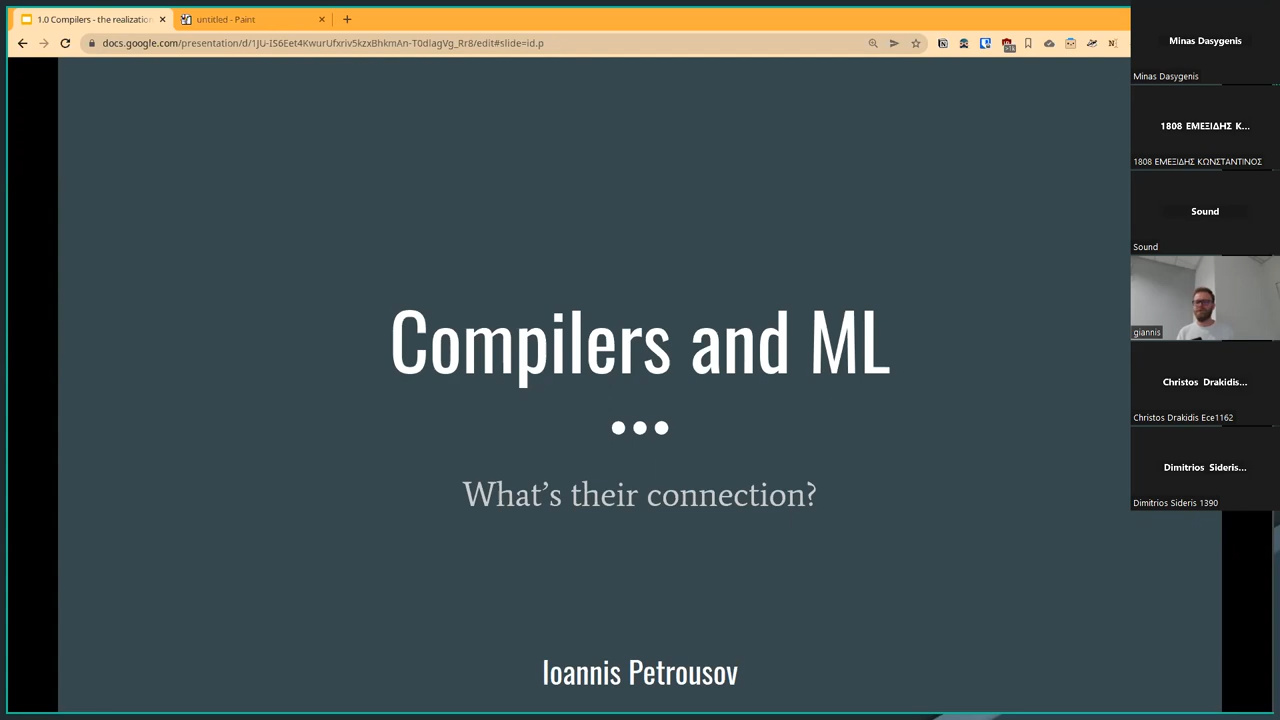 1.0 Compilers - the realization
untitled - Paint
docs.google.com/presentation/d/1JU-IS6Eet4KwurUfxriv5kzxBhkmAn-T0dlagVg_Rr8/edit#slide=id.p
Compilers and ML
What's their connection?
Ioannis Petrousov
Minas Dasygenis
Minas Dasygenis
1808 ΕΜΕΞΙΔΗΣ Κ...
1808 ΕΜΕΞΙΔΗΣ ΚΩΝΣΤΑΝΤΙΝΟΣ
Sound
Sound
giannis
Christos Drakidis...
Christos Drakidis Ece1162
Dimitrios Sideris...
Dimitrios Sideris 1390